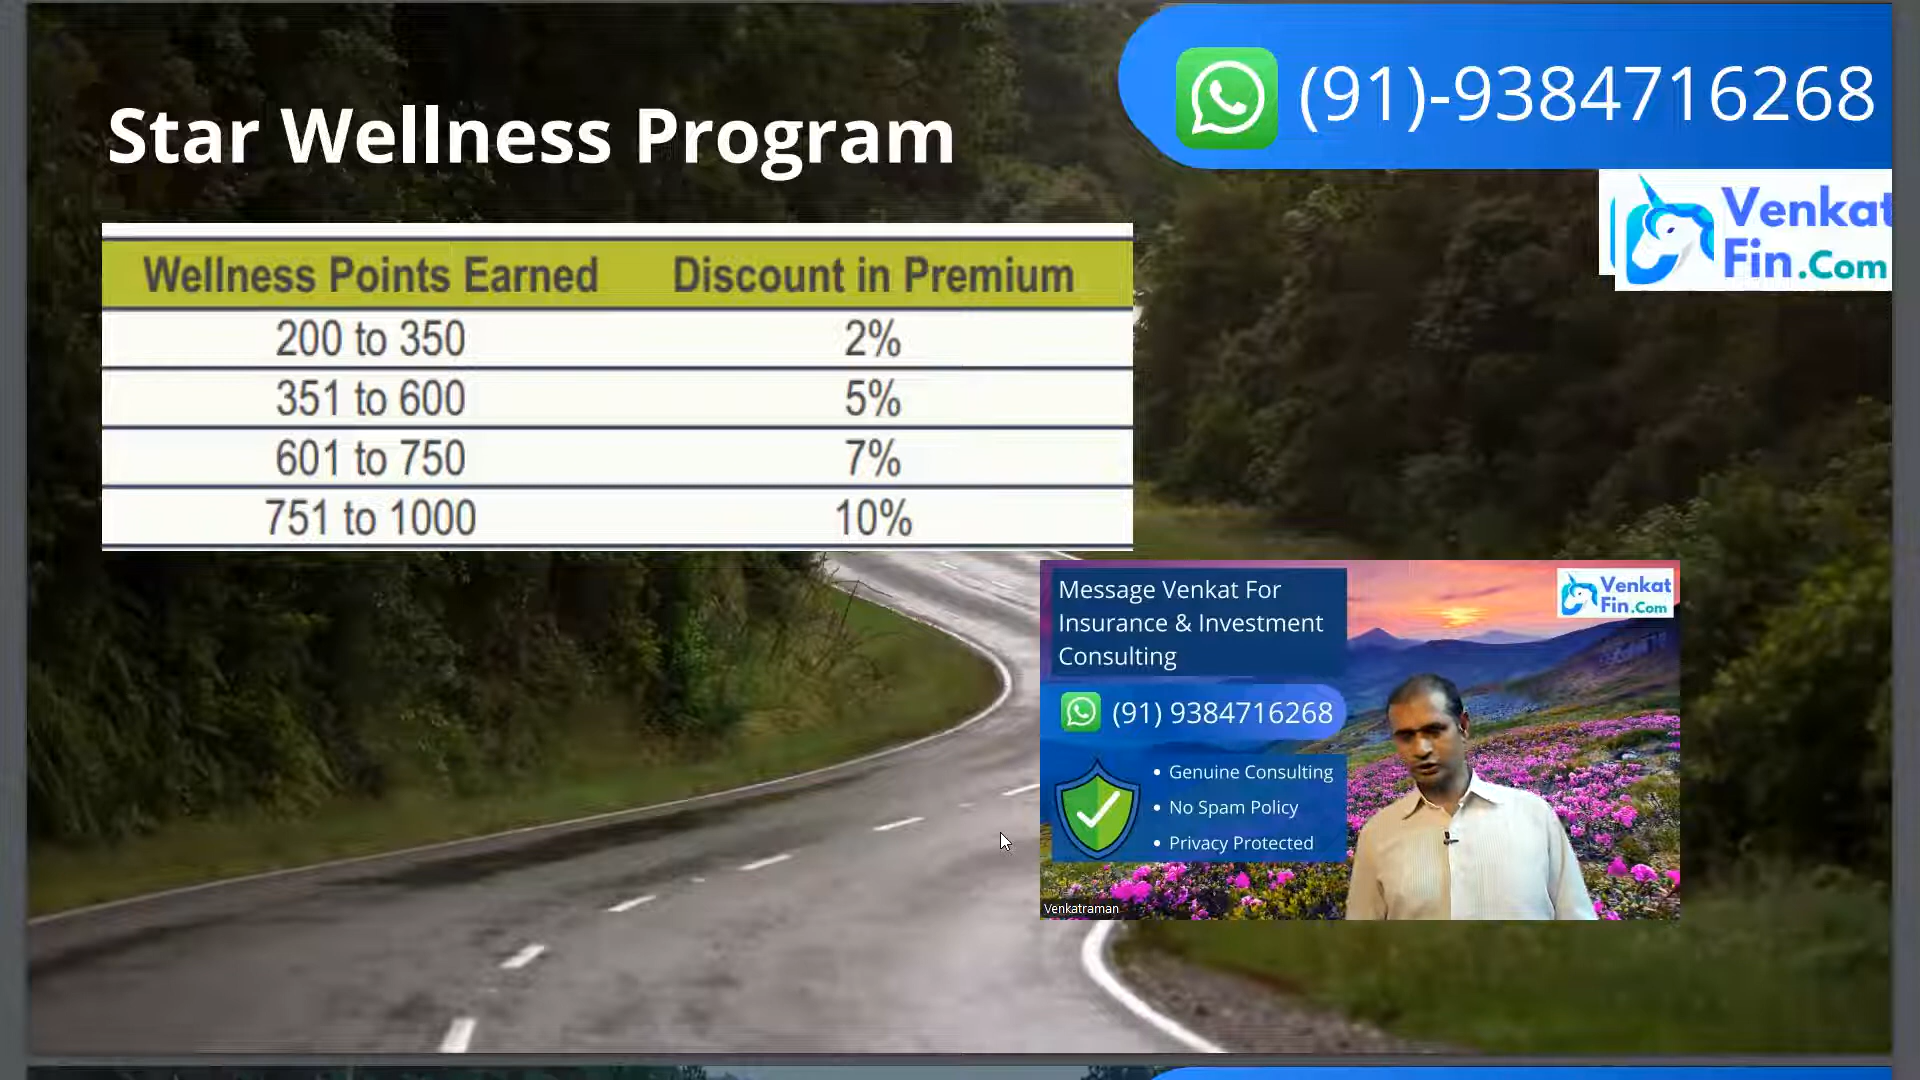 (91)-9384716268
Star Wellness Program
Venkat
Fin.Com
Wellness Points Earned Discount in Premium
200 to 350 2%
351 to 600 5%
601 to 750 7%
751 to 1000 10%
Message Venkat For
Insurance & Investment
Consulting
Venkat
Fin.Com
(91) 9384716268
• Genuine Consulting
• No Spam Policy
• Privacy Protected
Venkatraman